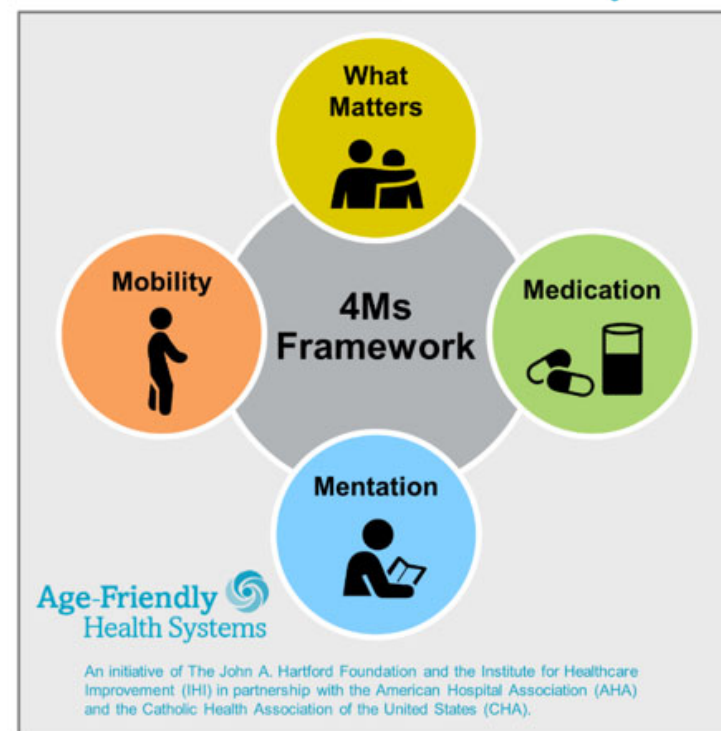 What
Matters
Mobility
4Ms
Framework
Medication
Mentation
Age-Friendly
Health Systems
An initiative of The John A. Hartford Foundation and the Institute for Healthcare
Improvement (IHI) in partnership with the American Hospital Association (AHA)
and the Catholic Health Association of the United States (CHA).